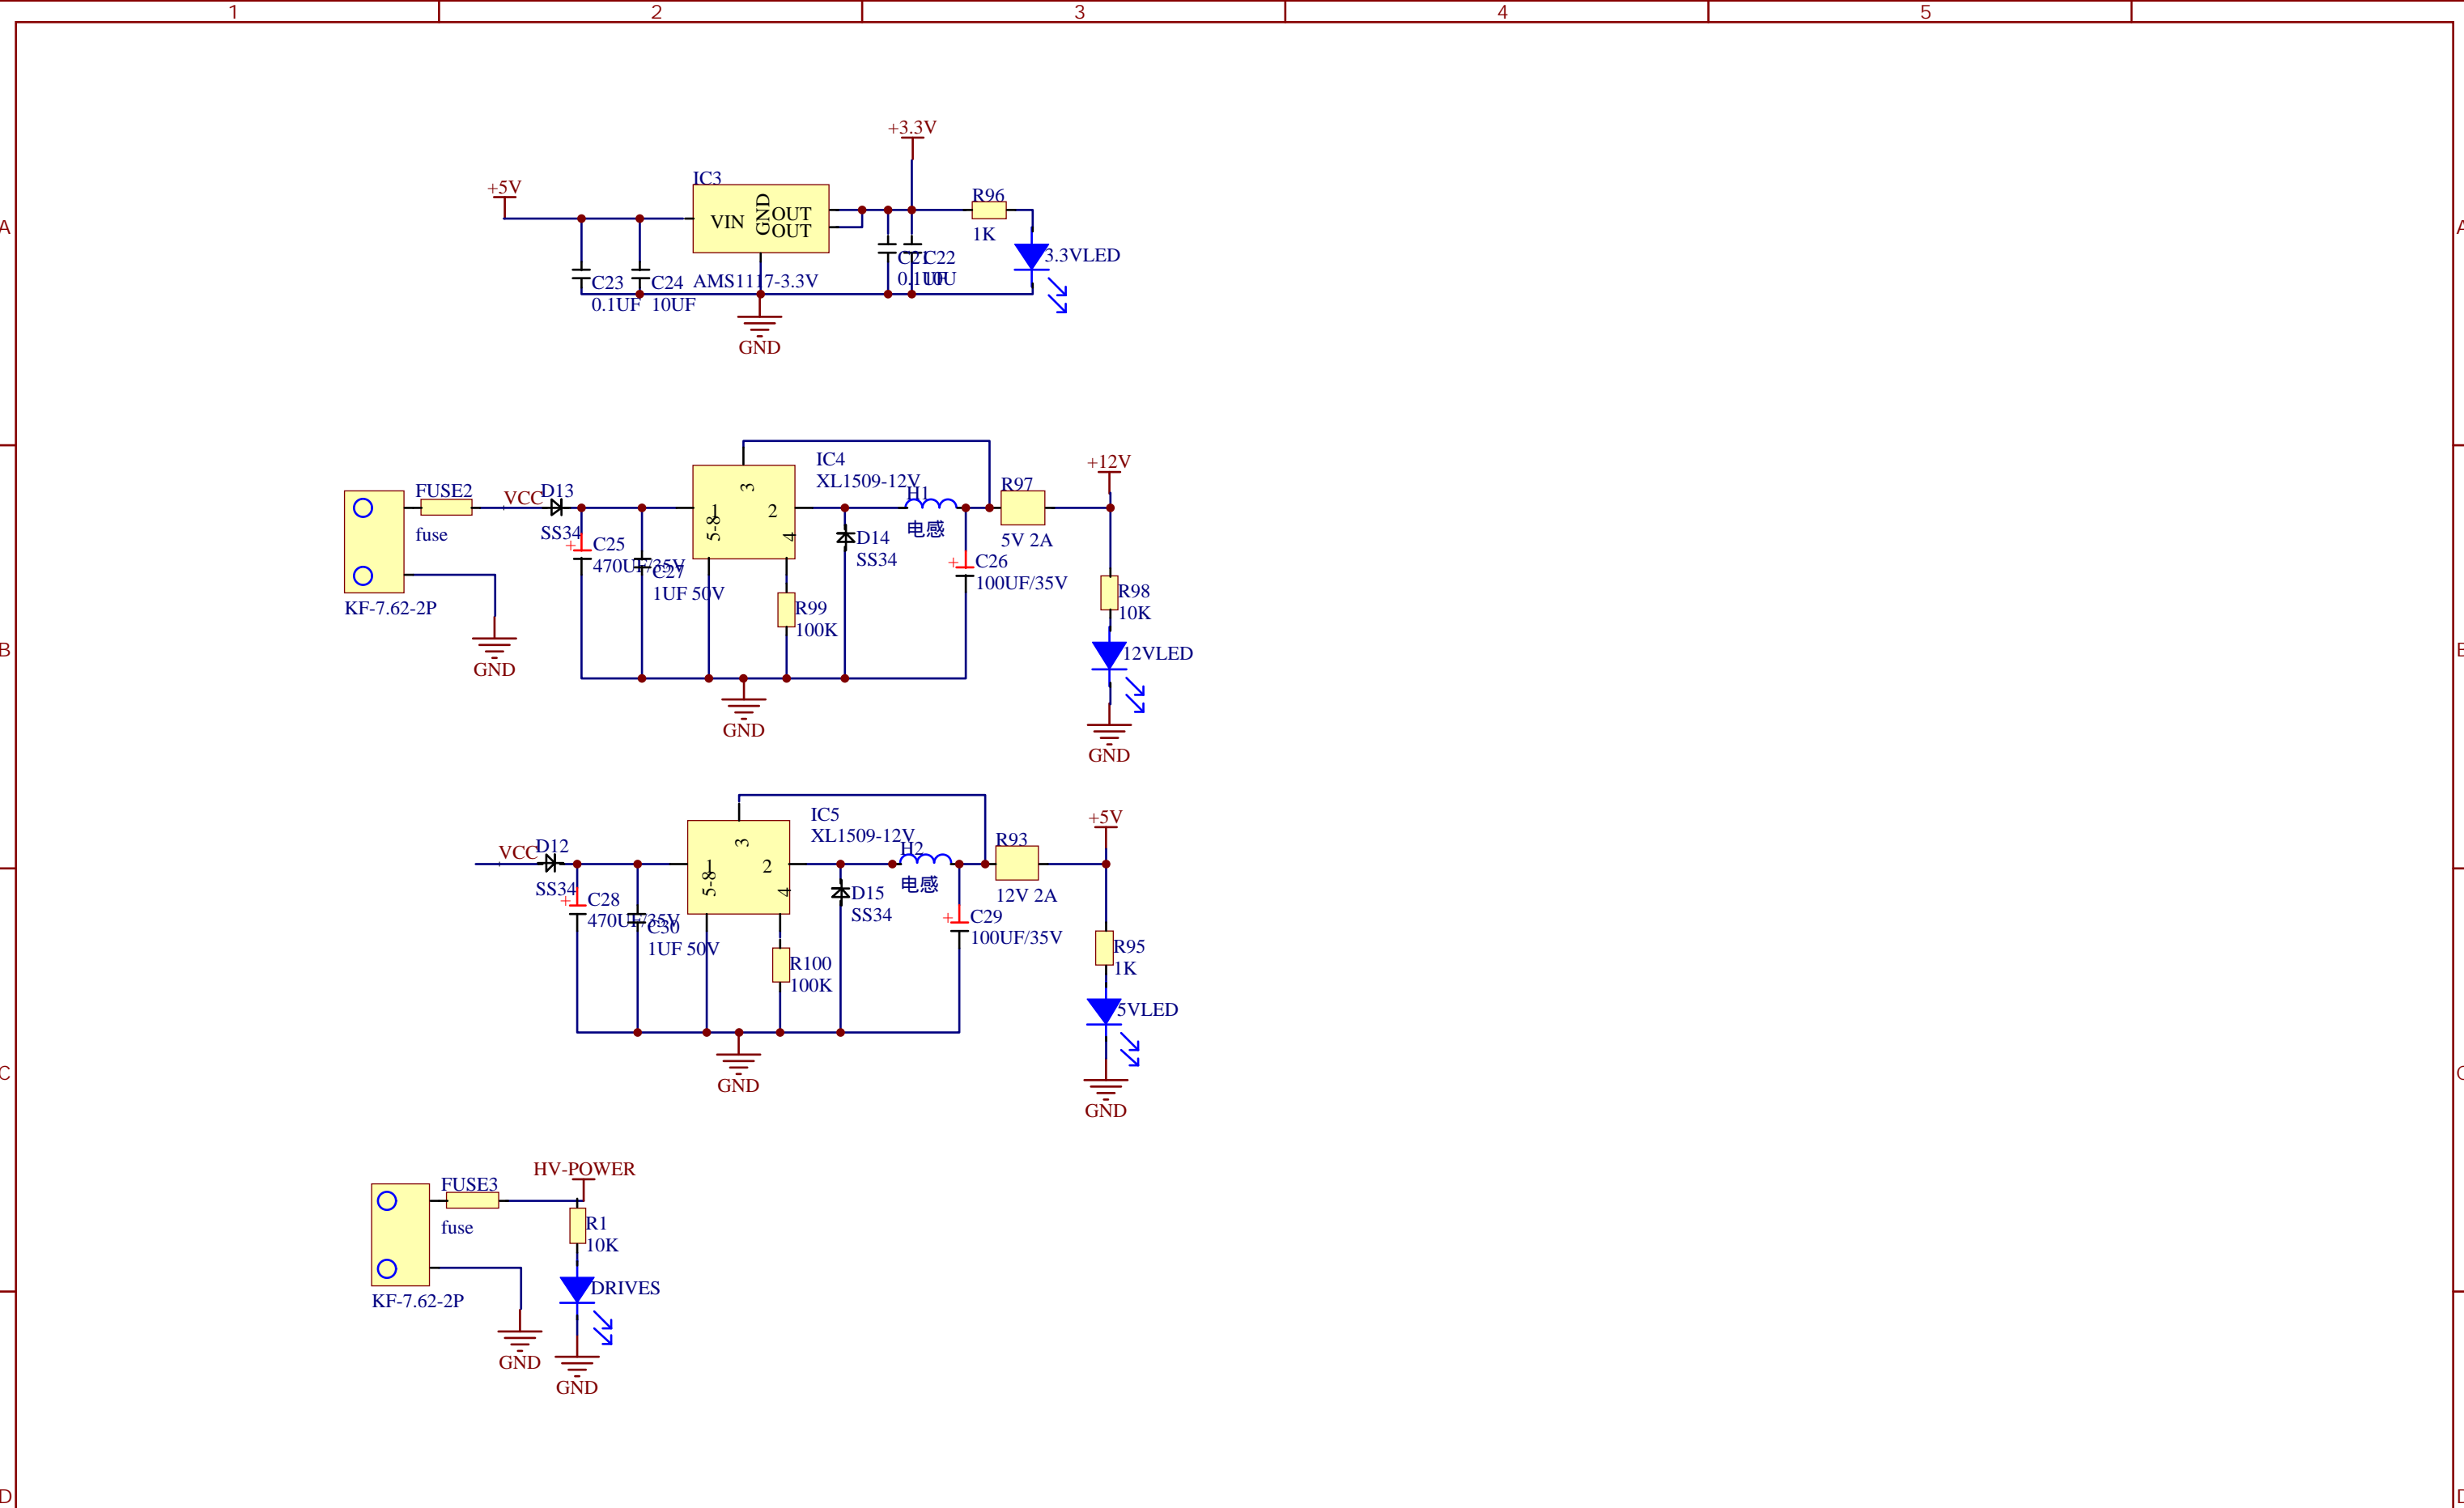 1 2 3 4 5
A A
+3.3V
+5V
IC3
VIN GND OUT
OUT
AMS1117-3.3V
R96
1K
3.3VLED
C23
0.1UF
C24
10UF
C21
C22
GND
B
FUSE2
fuse
KF-7.62-2P
GND
VCC
D13
SS34
C25
470UF/35V
C27
1UF 50V
IC4
XL1509-12V
1 2 3 4 5-8
R99
100K
D14
SS34
H1
电感
C26
100UF/35V
R97
5V 2A
+12V
R98
10K
12VLED
GND
GND
VCC
D12
SS34
C28
470UF/35V
C30
1UF 50V
IC5
XL1509-12V
1 2 3 4 5-8
R100
100K
D15
SS34
H2
电感
C29
100UF/35V
R93
12V 2A
+5V
R95
1K
5VLED
GND
GND
C
FUSE3
fuse
KF-7.62-2P
GND
HV-POWER
R1
10K
DRIVES
GND
D